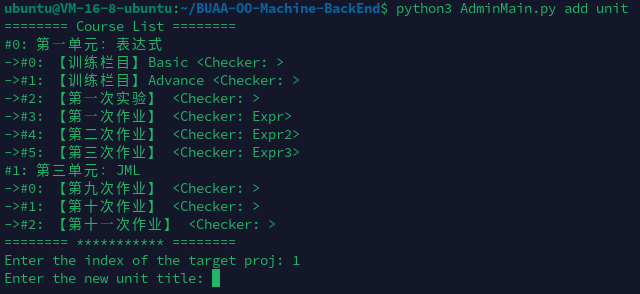 ubuntu@VM-16-8-ubuntu:~/BUAA-OO-Machine-BackEnd$ python3 AdminMain.py add unit
======== Course List ========
#0: 第一单元: 表达式
->#0: 【训练栏目】Basic <Checker: >
->#1: 【训练栏目】Advance <Checker: >
->#2: 【第一次实验】 <Checker: >
->#3: 【第一次作业】 <Checker: Expr>
->#4: 【第二次作业】 <Checker: Expr2>
->#5: 【第三次作业】 <Checker: Expr3>
#1: 第三单元: JML
->#0: 【第九次作业】 <Checker: >
->#1: 【第十次作业】 <Checker: >
->#2: 【第十一次作业】 <Checker: >
======== *********** ========
Enter the index of the target proj: 1
Enter the new unit title: